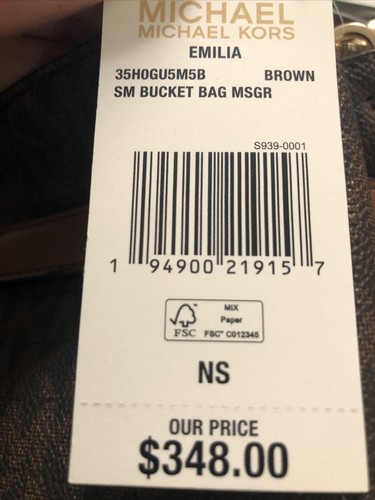 MICHAEL
MICHAEL KORS
EMILIA
35H0GU5M5B BROWN
SM BUCKET BAG MSGR
S939-0001
1 94900 21915 7
FSC
MIX
Paper
FSC™ C012345
NS
OUR PRICE
$348.00